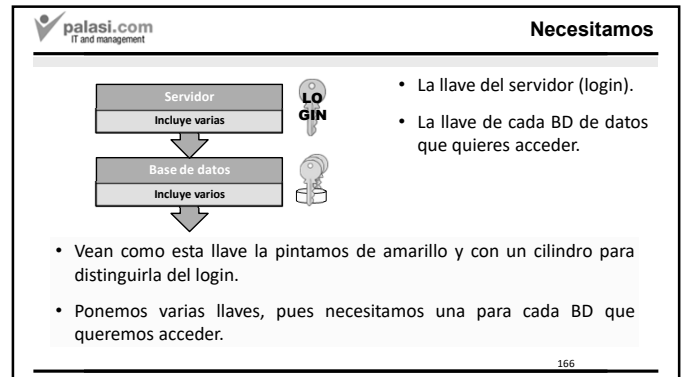 palasi.com
IT and management
Necesitamos
Servidor
Incluye varias
LO
GIN
Base de datos
Incluye varios
• La llave del servidor (login).
• La llave de cada BD de datos
que quieres acceder.
• Vean como esta llave la pintamos de amarillo y con un cilindro para
distinguirla del login.
• Ponemos varias llaves, pues necesitamos una para cada BD que
queremos acceder.
166